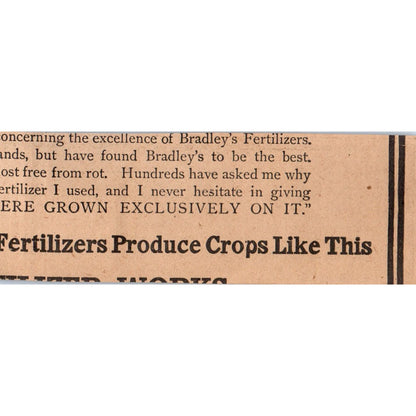 concerning the excellence of Bradley's Fertilizers.
ands, but have found Bradley's to be the best.
ost free from rot. Hundreds have asked me why
ertilizer I used, and I never hesitate in giving
ERE GROWN EXCLUSIVELY ON IT."
Fertilizers Produce Crops Like This
TILIZER WORKS